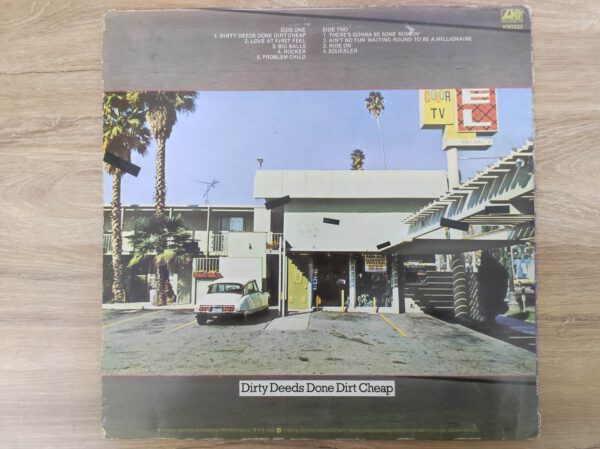 ATLANTIC
K50323
SIDE ONE
1. DIRTY DEEDS DONE DIRT CHEAP
2. LOVE AT FIRST FEEL
3. BIG BALLS
4. ROCKER
5. PROBLEM CHILD
SIDE TWO
1. THERE'S GONNA BE SOME ROCKIN'
2. AIN'T NO FUN WAITING ROUND TO BE A MILLIONAIRE
3. RIDE ON
4. SQUEALER
COLOR
TV
EL
Dirty Deeds Done Dirt Cheap